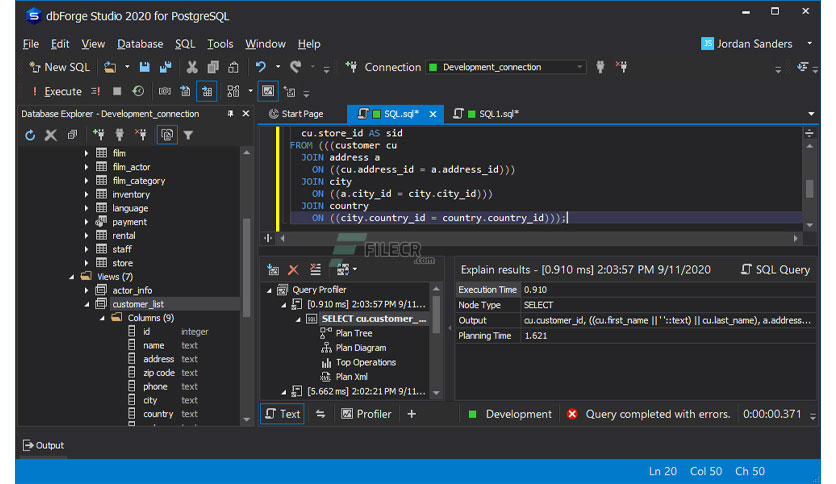 dbForge Studio 2020 for PostgreSQL
File Edit View Database SQL Tools Window Help
JS Jordan Sanders
New SQL Connection Development_connection
Execute
Database Explorer - Development_connection
Start Page SQL.sql* SQL1.sql*
film
film_actor
film_category
inventory
language
payment
rental
staff
store
Views (7)
actor_info
customer_list
Columns (9)
id integer
name text
address text
zip code text
phone text
city text
country text
cu.store_id AS sid
FROM (((customer cu
JOIN address a
ON ((cu.address_id = a.address_id)))
JOIN city
ON ((a.city_id = city.city_id)))
JOIN country
ON ((city.country_id = country.country_id)));
FILECR
.com
Query Profiler
[0.910 ms] 2:03:57 PM 9/11...
SELECT cu.customer_...
Plan Tree
Plan Diagram
Top Operations
Plan Xml
[5.662 ms] 2:02:21 PM 9/11...
Explain results - [0.910 ms] 2:03:57 PM 9/11/2020 SQL Query
Execution Time 0.910
Node Type SELECT
Output cu.customer_id, ((cu.first_name || ' '::text) || cu.last_name), a.address...
Planning Time 1.621
Text Profiler
Development Query completed with errors. 0:00:00.371
Output
Ln 20 Col 50 Ch 50